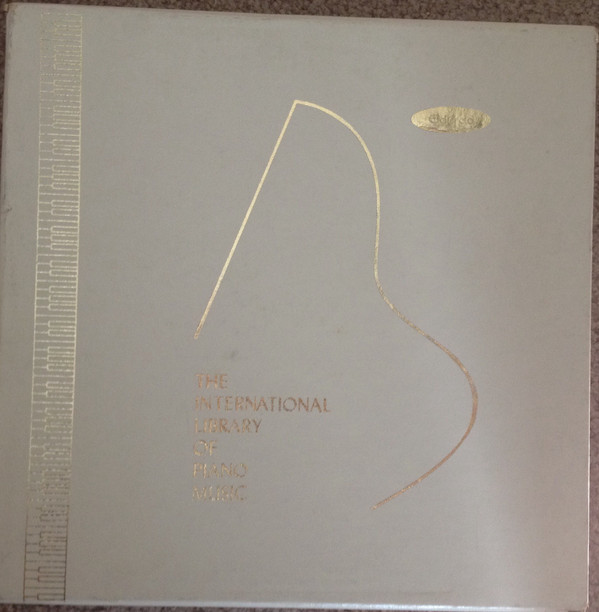 THE
INTERNATIONAL
LIBRARY
OF
PIANO
MUSIC